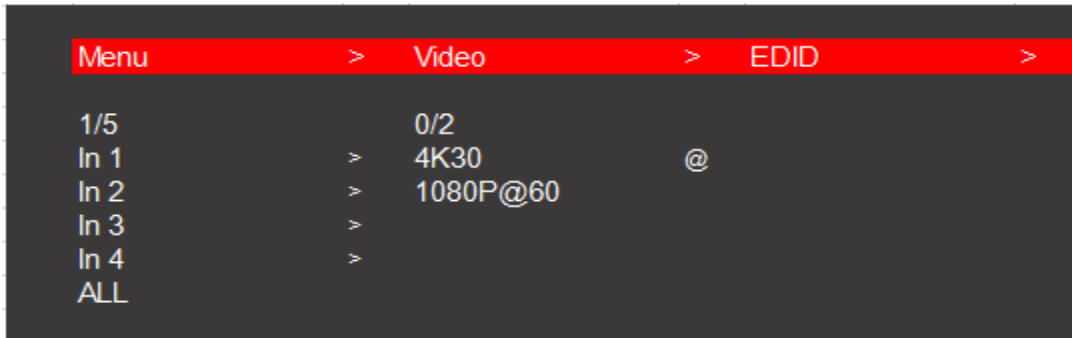 Menu > Video > EDID >
1/5 0/2
In 1 > 4K30 @
In 2 > 1080P@60
In 3 >
In 4 >
ALL